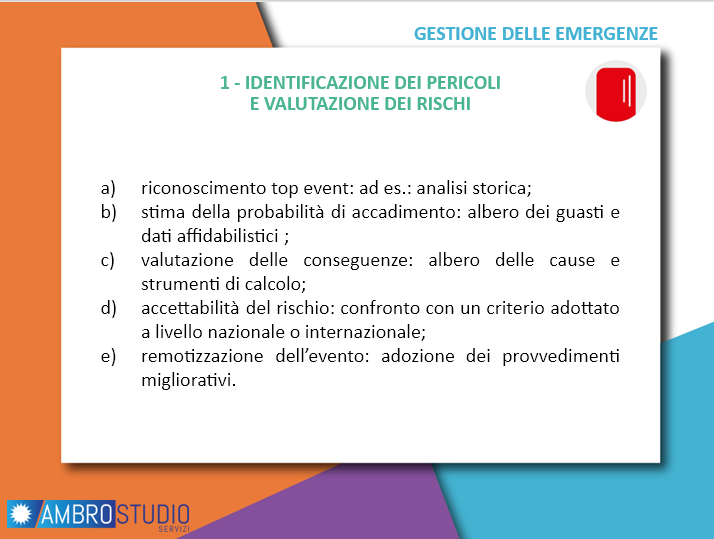 GESTIONE DELLE EMERGENZE
1 - IDENTIFICAZIONE DEI PERICOLI
E VALUTAZIONE DEI RISCHI
a) riconoscimento top event: ad es.: analisi storica;
b) stima della probabilità di accadimento: albero dei guasti e
dati affidabilistici ;
c) valutazione delle conseguenze: albero delle cause e
strumenti di calcolo;
d) accettabilità del rischio: confronto con un criterio adottato
a livello nazionale o internazionale;
e) remotizzazione dell’evento: adozione dei provvedimenti
migliorativi.
AMBROSTUDIO
SERVIZI